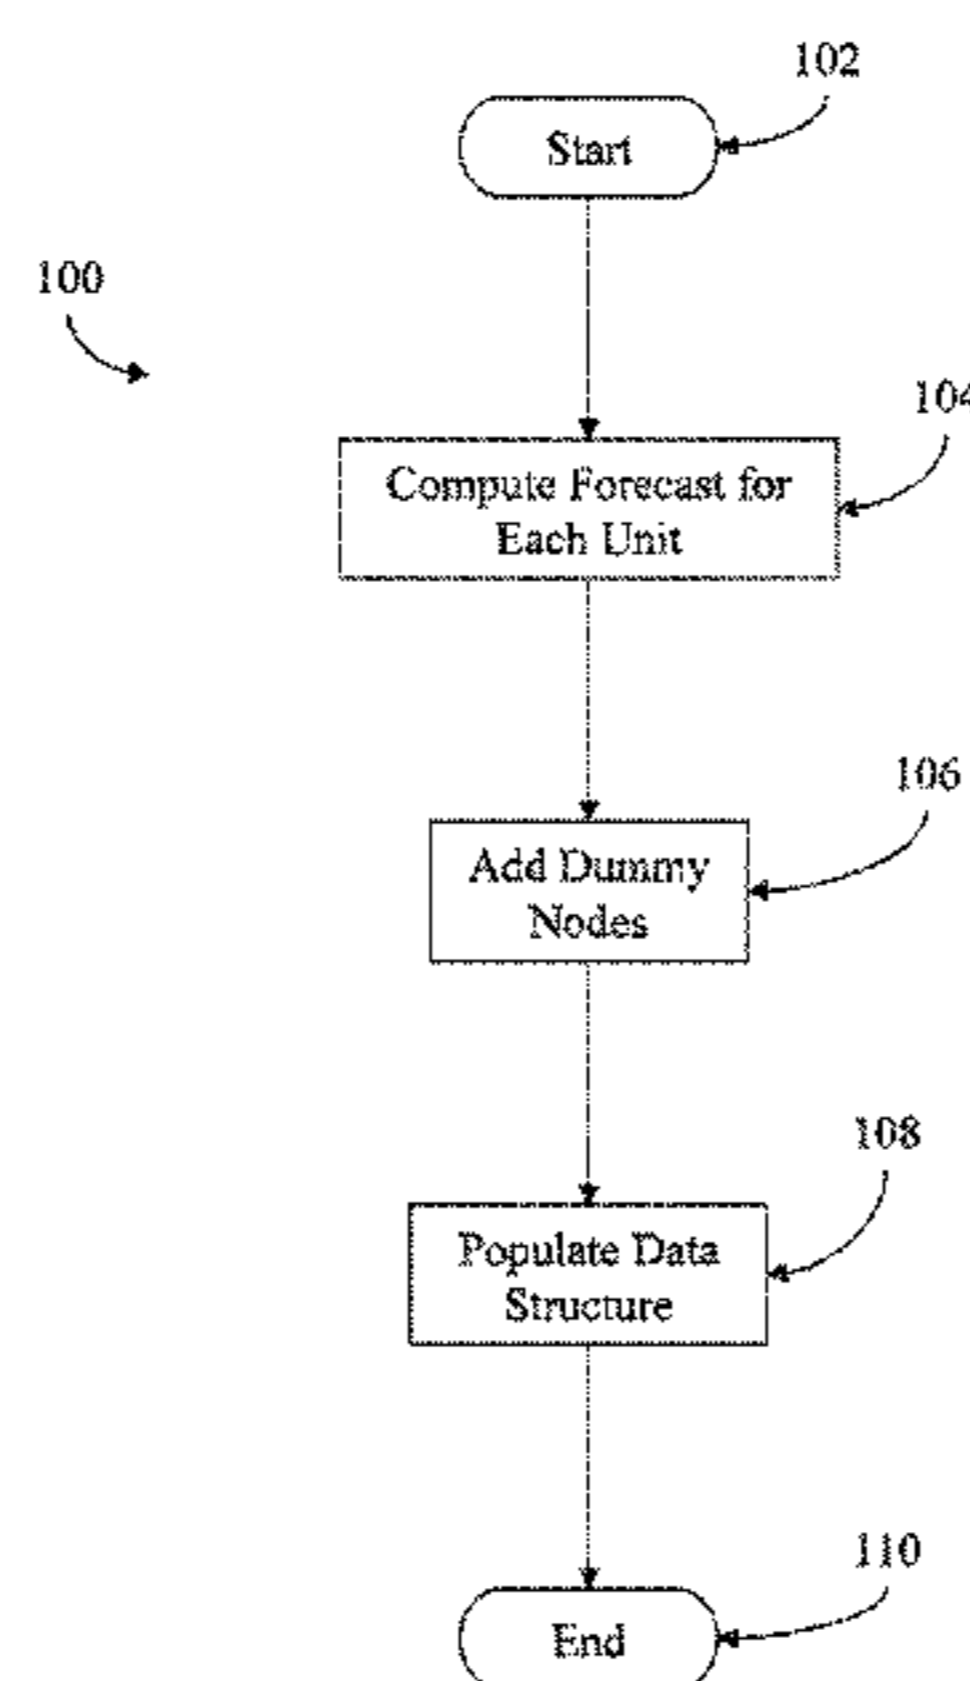 102
Start
100
104
Compute Forecast for
Each Unit
106
Add Dummy
Nodes
108
Populate Data
Structure
110
End